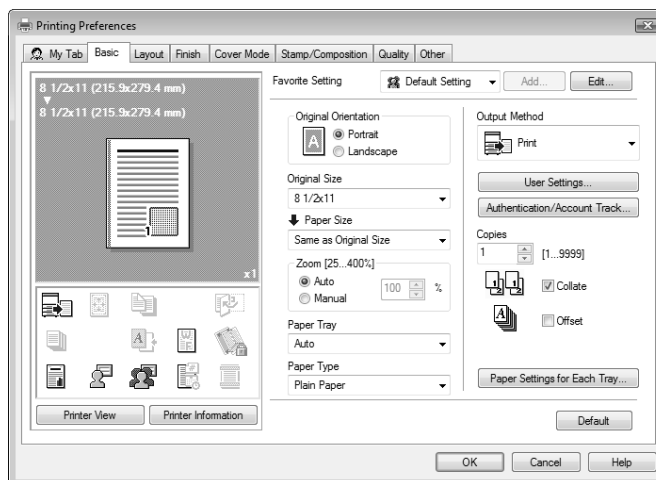 Printing Preferences
My Tab Basic Layout Finish Cover Mode Stamp/Composition Quality Other
8 1/2x11 (215.9x279.4 mm)
8 1/2x11 (215.9x279.4 mm)
1
x1
Printer View Printer Information
Favorite Setting Default Setting Add... Edit...
Original Orientation
A Portrait
Landscape
Original Size
8 1/2x11
Paper Size
Same as Original Size
Zoom [25...400%]
Auto
Manual
100 %
Paper Tray
Auto
Paper Type
Plain Paper
Output Method
Print
User Settings...
Authentication/Account Track...
Copies
1 [1...9999]
Collate
Offset
Paper Settings for Each Tray...
Default
OK Cancel Help